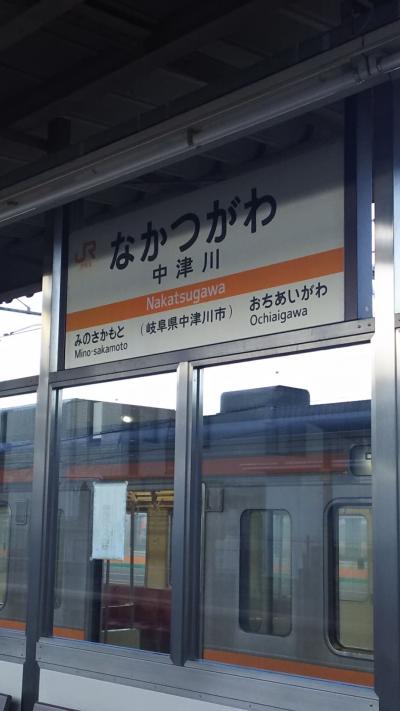 JR
なかつがわ
中津川
Nakatsugawa
みのさかもと
Mino-sakamoto
(岐阜県中津川市)
おちあいがわ
Ochiaigawa